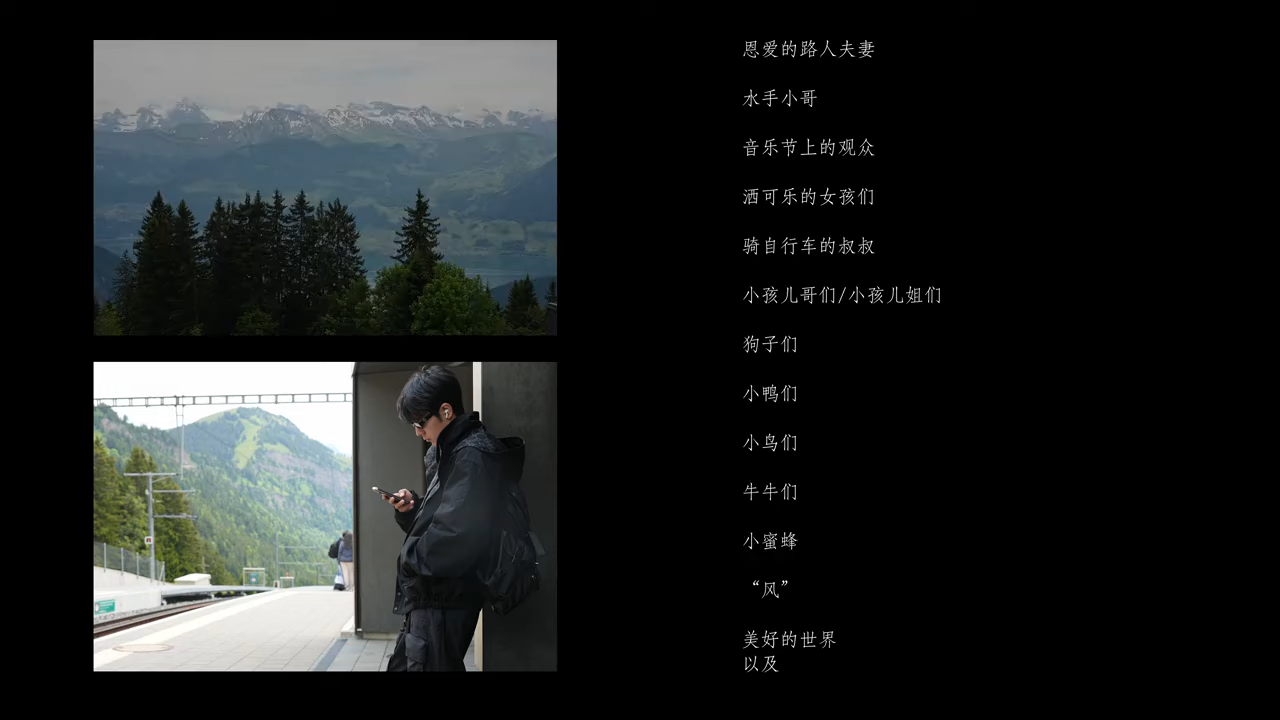 恩爱的路人夫妻
水手小哥
音乐节上的观众
洒可乐的女孩们
骑自行车的叔叔
小孩儿哥们/小孩儿姐们
狗子们
小鸭们
小鸟们
牛牛们
小蜜蜂
“风”
美好的世界
以及